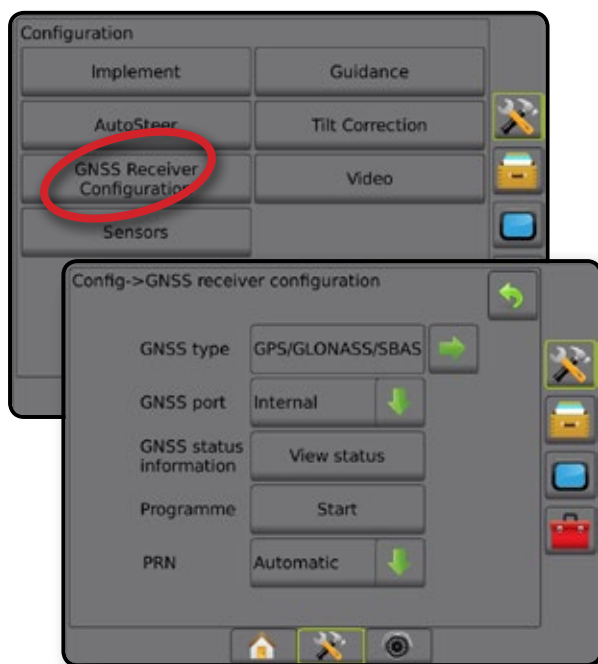 Configuration
Implement
Guidance
AutoSteer
Tilt Correction
GNSS Receiver
Configuration
Video
Sensors
Config->GNSS receiver configuration
GNSS type
GPS/GLONASS/SBAS
GNSS port
Internal
GNSS status
information
View status
Programme
Start
PRN
Automatic